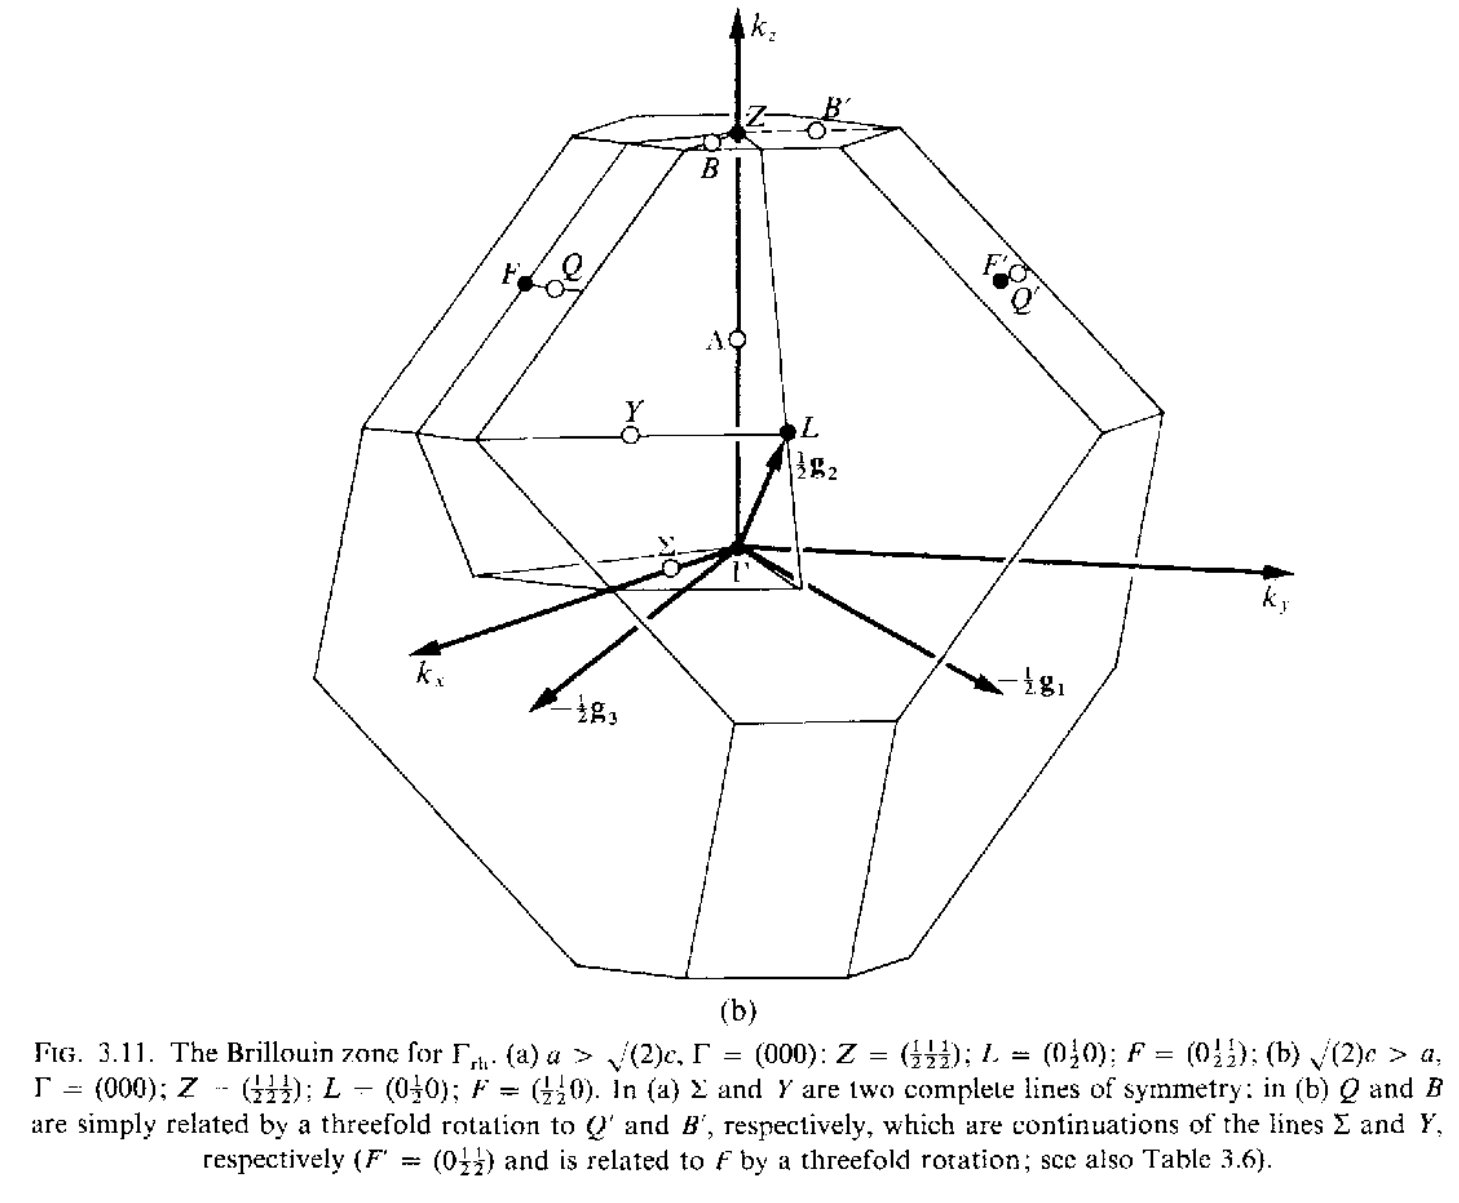 k_z
Z
B′
B
F
Q
F′
Q′
Λ
Y
L
½g₂
Σ
Γ
k_y
k_x
−½g₁
−½g₃
(b)
FIG. 3.11. The Brillouin zone for Γ_rh. (a) a > √(2)c, Γ = (000): Z = (½½½); L = (0½0); F = (0½½); (b) √(2)c > a,
Γ = (000); Z = (½½½); L = (0½0); F = (½½0). In (a) Σ and Y are two complete lines of symmetry; in (b) Q and B
are simply related by a threefold rotation to Q′ and B′, respectively, which are continuations of the lines Σ and Y,
respectively (F′ = (0½½) and is related to F by a threefold rotation; see also Table 3.6).